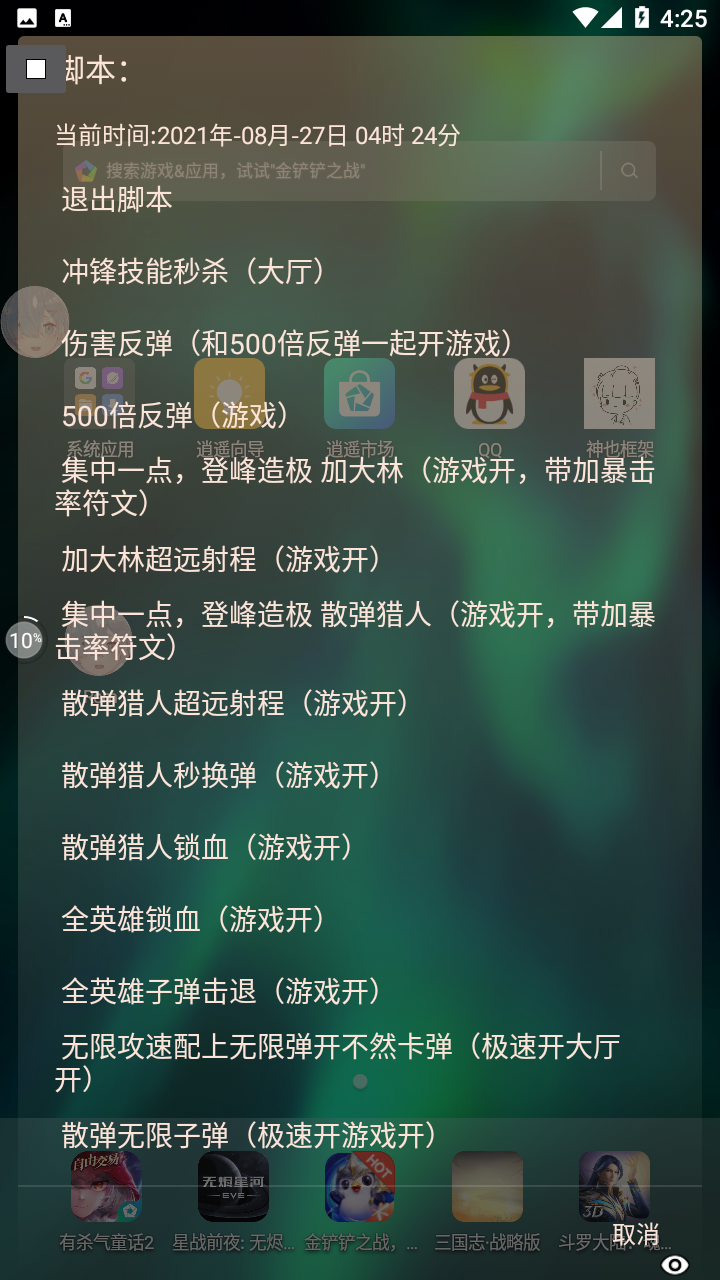 4:25
脚本：
当前时间:2021年-08月-27日 04时 24分
搜索游戏&应用，试试"金铲铲之战"
退出脚本
冲锋技能秒杀（大厅）
伤害反弹（和500倍反弹一起开游戏）
500倍反弹（游戏）
系统应用 逍遥向导 逍遥市场 QQ 神也框架
集中一点，登峰造极 加大林（游戏开，带加暴击
率符文）
加大林超远射程（游戏开）
集中一点，登峰造极 散弹猎人（游戏开，带加暴
击率符文）
10%
散弹猎人超远射程（游戏开）
散弹猎人秒换弹（游戏开）
散弹猎人锁血（游戏开）
全英雄锁血（游戏开）
全英雄子弹击退（游戏开）
无限攻速配上无限弹开不然卡弹（极速开大厅
开）
散弹无限子弹（极速开游戏开）
自由交易 无烬星河 EVE HOT 3D
有杀气童话2 星战前夜: 无烬... 金铲铲之战，... 三国志·战略版 斗罗大陆
取消